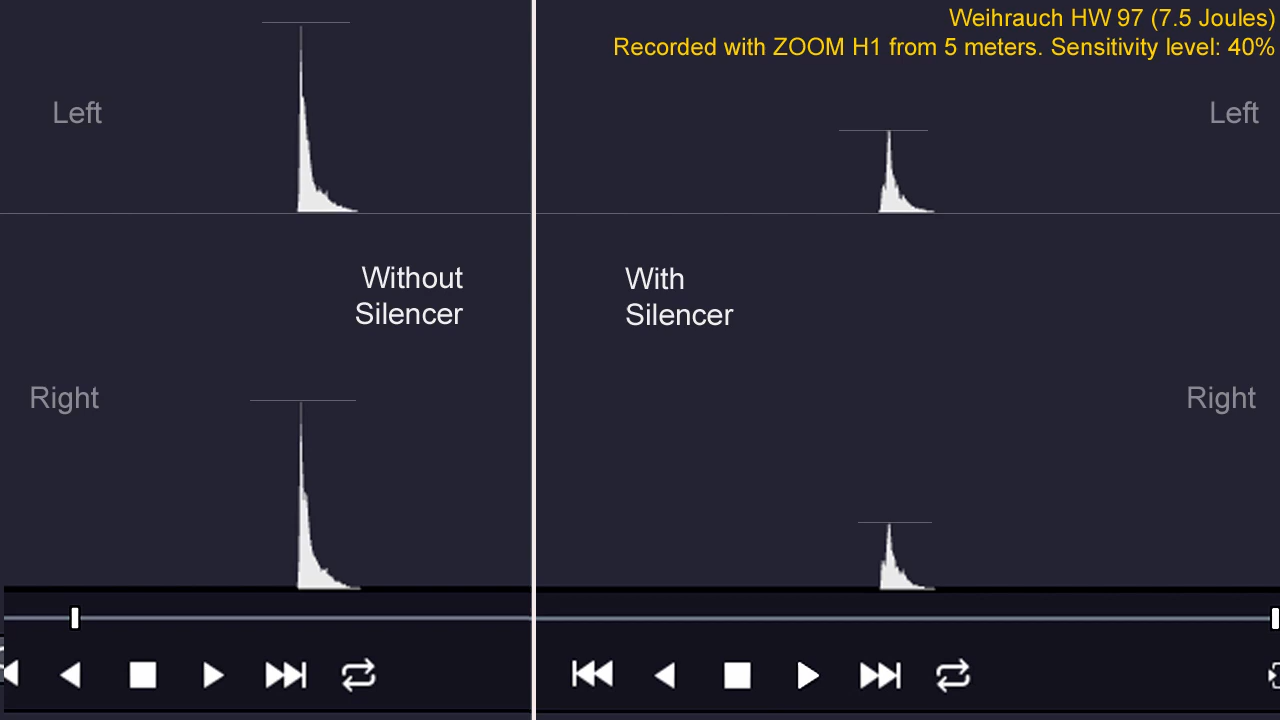 Weihrauch HW 97 (7.5 Joules)
Recorded with ZOOM H1 from 5 meters. Sensitivity level: 40%
Left
Left
Without
Silencer
With
Silencer
Right
Right